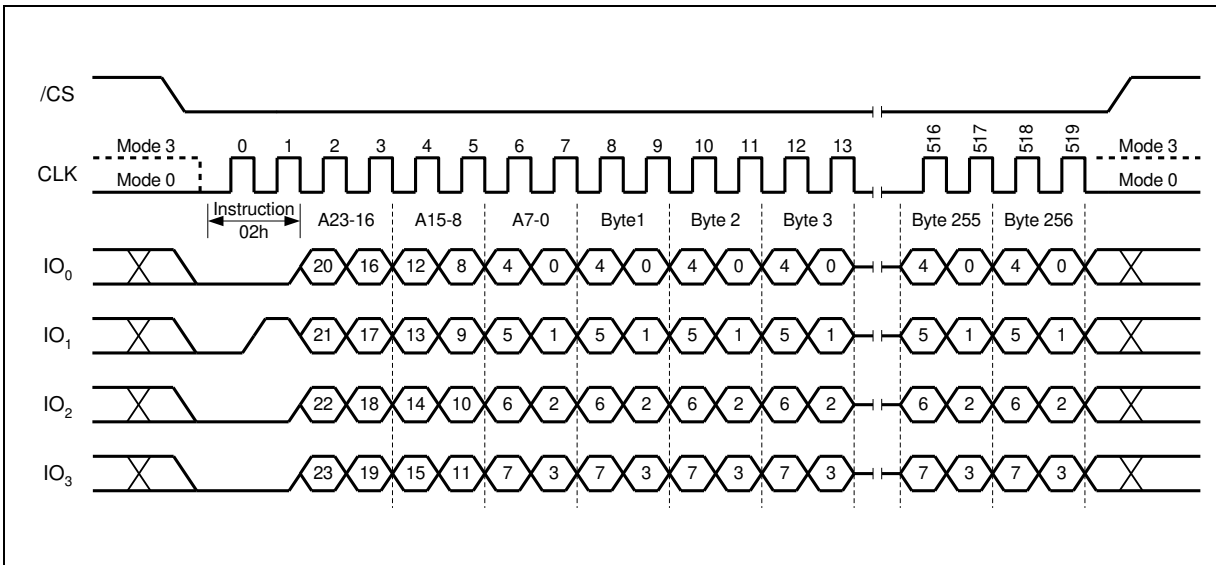 /CS
Mode 3 0 1 2 3 4 5 6 7 8 9 10 11 12 13 516 517 518 519 Mode 3
CLK
Mode 0 Mode 0
Instruction
02h
A23-16 A15-8 A7-0 Byte1 Byte 2 Byte 3 Byte 255 Byte 256
IO0 20 16 12 8 4 0 4 0 4 0 4 0 4 0 4 0
IO1 21 17 13 9 5 1 5 1 5 1 5 1 5 1 5 1
IO2 22 18 14 10 6 2 6 2 6 2 6 2 6 2 6 2
IO3 23 19 15 11 7 3 7 3 7 3 7 3 7 3 7 3